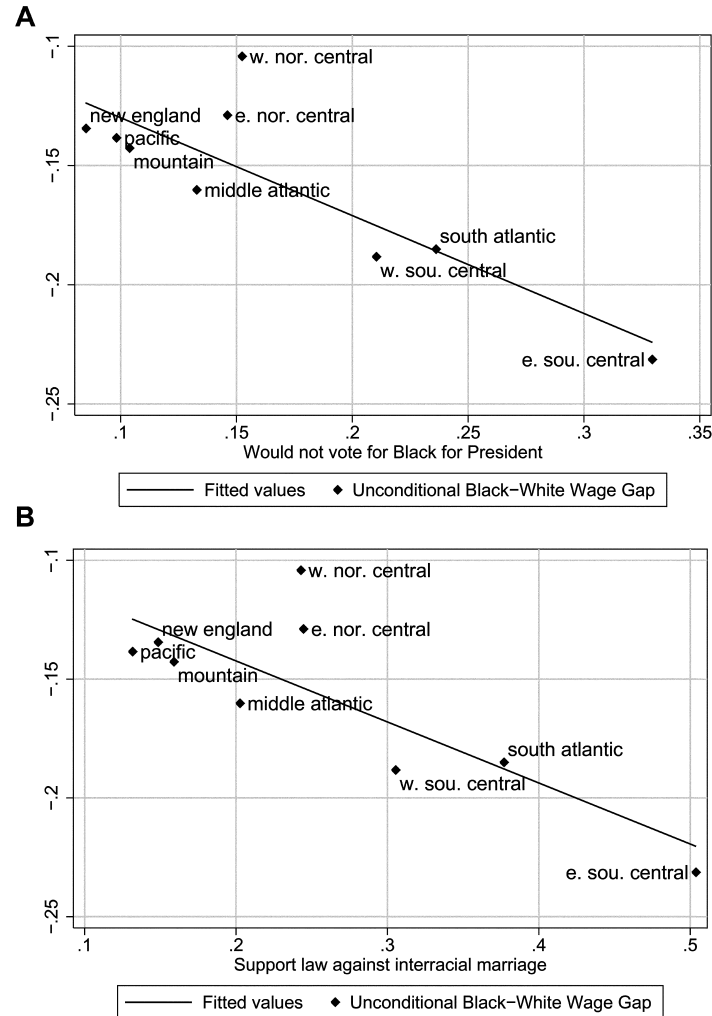 A
-.1
-.15
-.2
-.25
w. nor. central
new england
e. nor. central
pacific
mountain
middle atlantic
south atlantic
w. sou. central
e. sou. central
.1 .15 .2 .25 .3 .35
Would not vote for Black for President
Fitted values Unconditional Black-White Wage Gap
B
-.1
-.15
-.2
-.25
w. nor. central
new england
e. nor. central
pacific
mountain
middle atlantic
south atlantic
w. sou. central
e. sou. central
.1 .2 .3 .4 .5
Support law against interracial marriage
Fitted values Unconditional Black-White Wage Gap